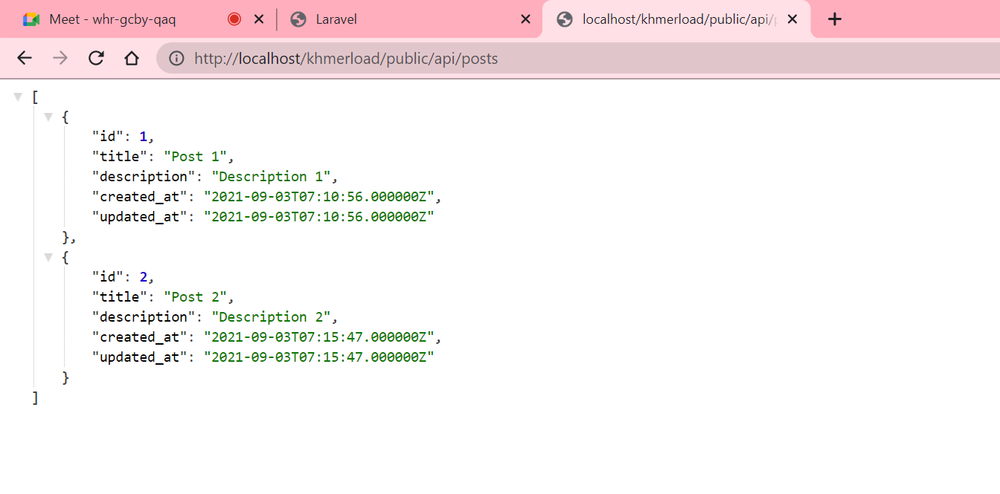 Meet - whr-gcby-qaq
Laravel
localhost/khmerload/public/api/p
http://localhost/khmerload/public/api/posts
[
{
"id": 1,
"title": "Post 1",
"description": "Description 1",
"created_at": "2021-09-03T07:10:56.000000Z",
"updated_at": "2021-09-03T07:10:56.000000Z"
},
{
"id": 2,
"title": "Post 2",
"description": "Description 2",
"created_at": "2021-09-03T07:15:47.000000Z",
"updated_at": "2021-09-03T07:15:47.000000Z"
}
]